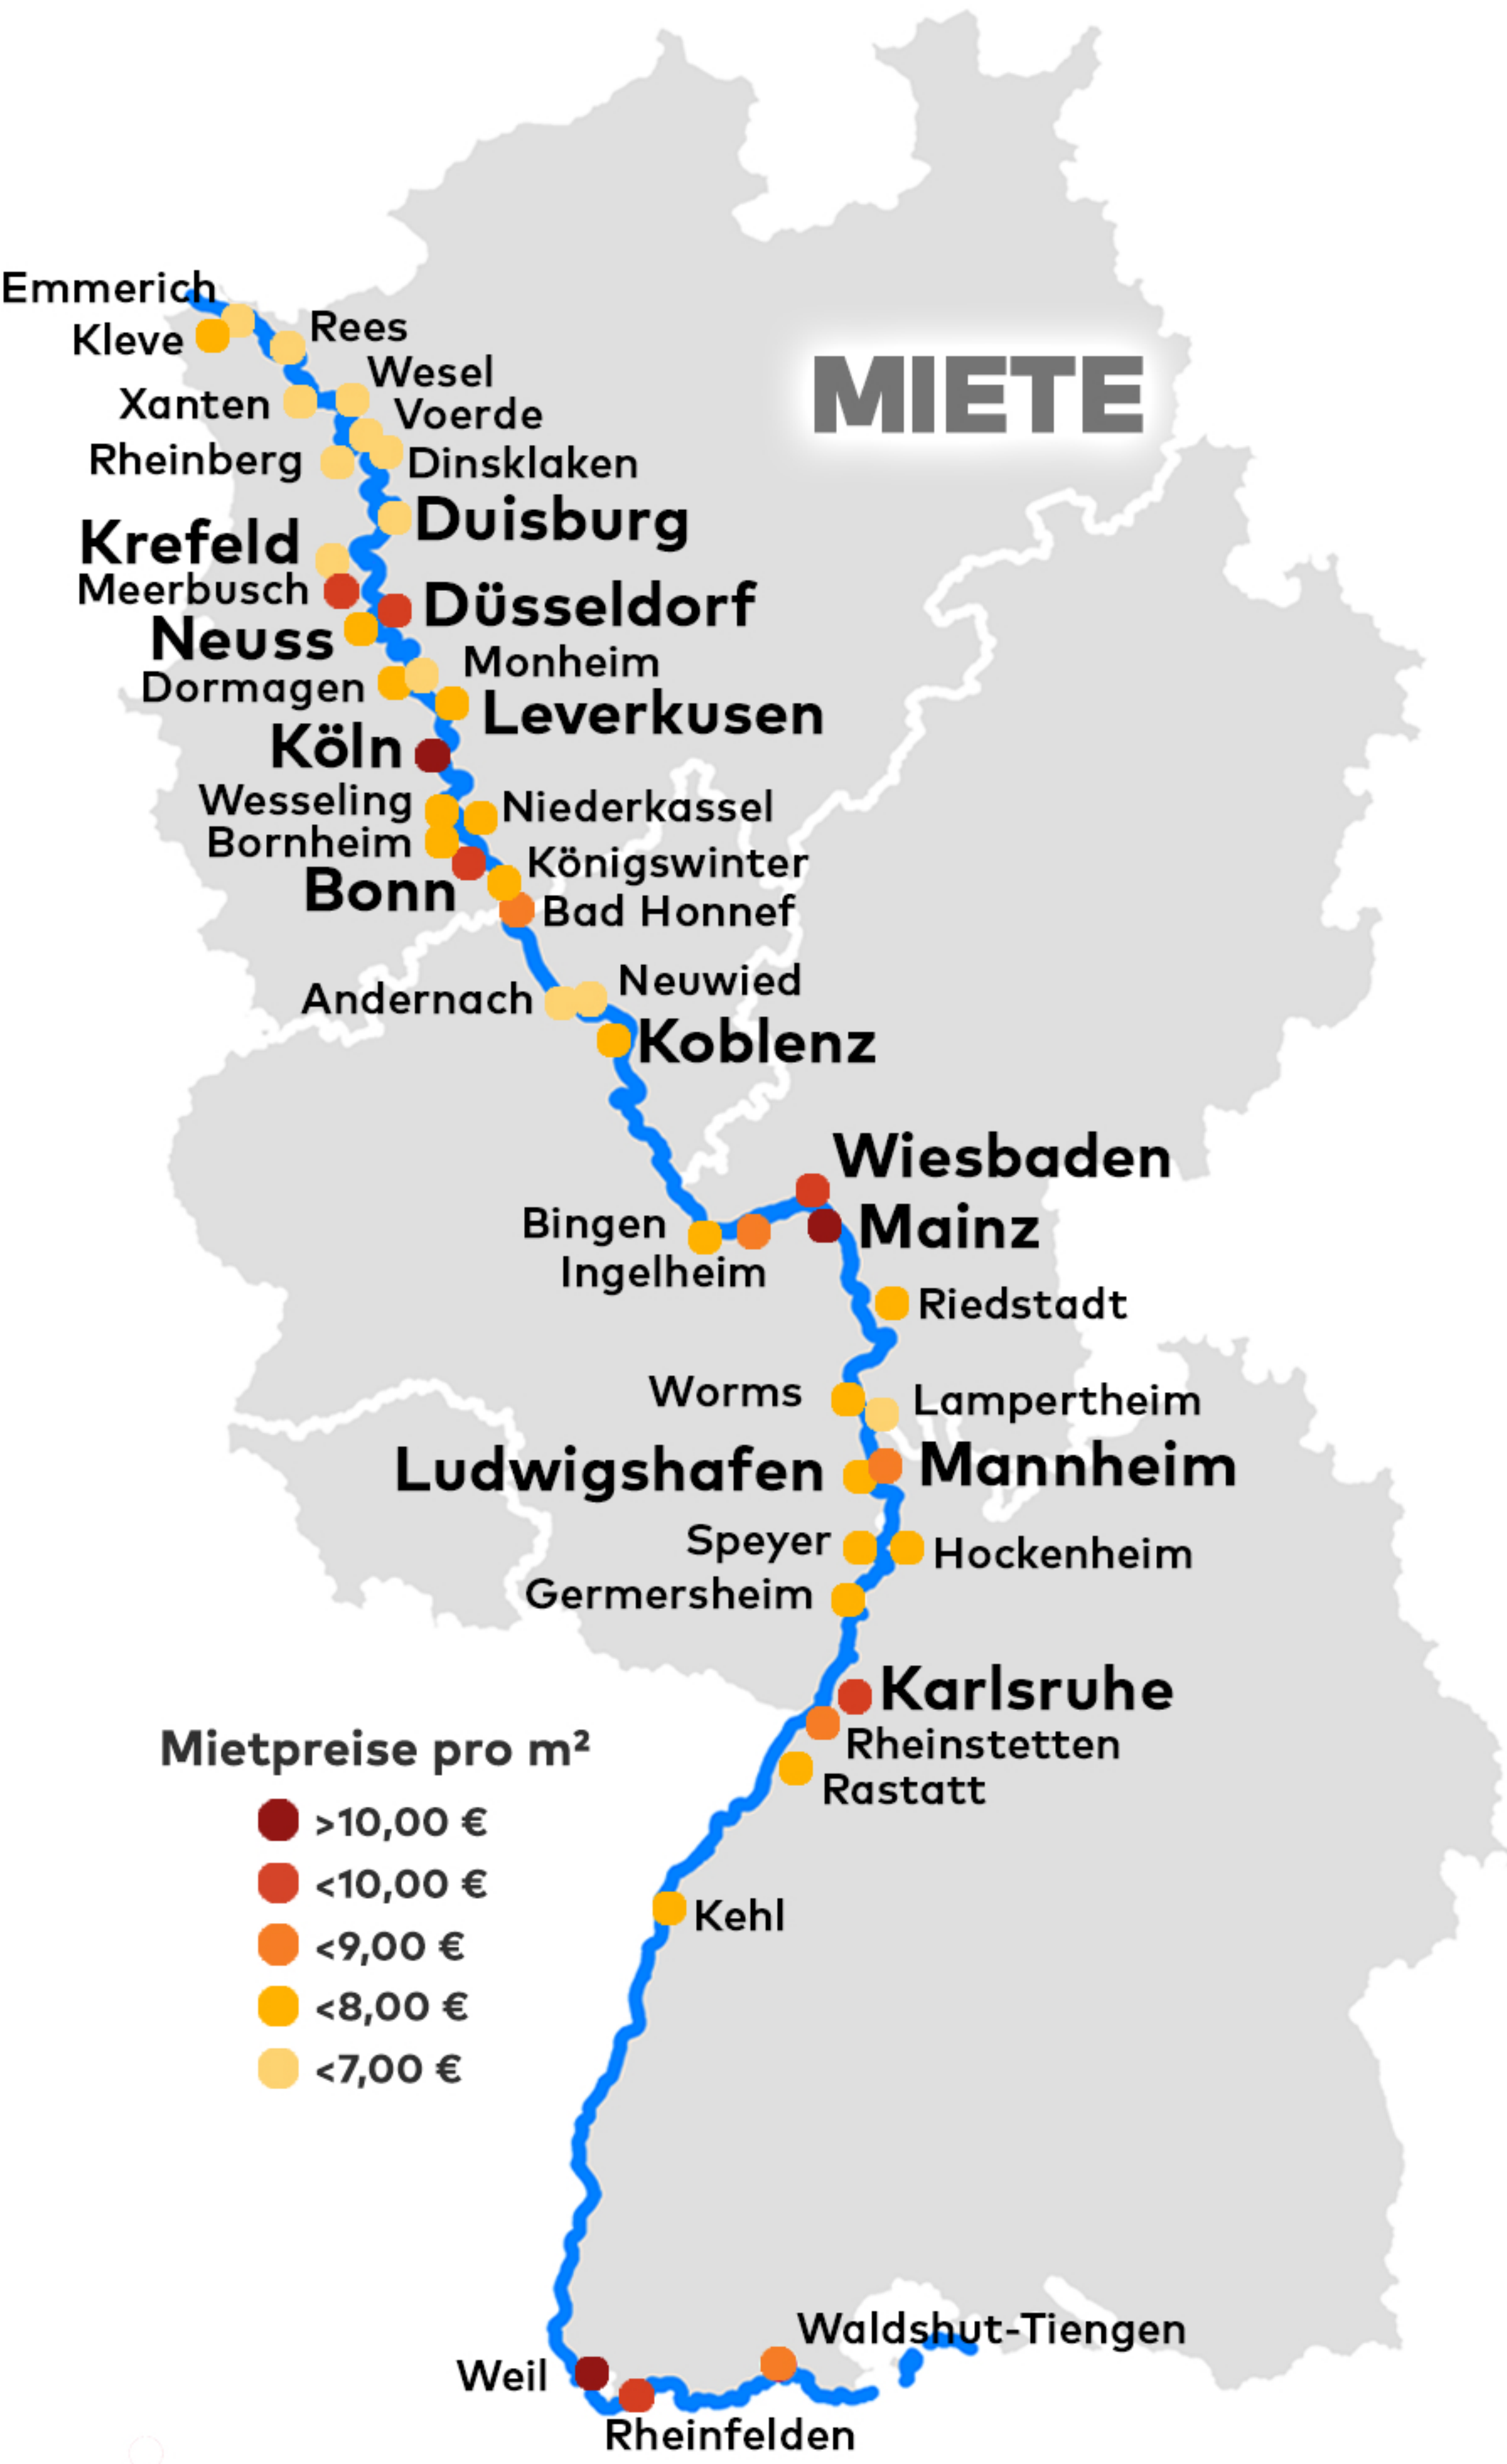 Emmerich
Kleve
Rees
Wesel
Xanten
Voerde
Rheinberg
Dinsklaken
MIETE
Duisburg
Krefeld
Meerbusch
Düsseldorf
Neuss
Monheim
Dormagen
Leverkusen
Köln
Wesseling
Niederkassel
Bornheim
Königswinter
Bonn
Bad Honnef
Neuwied
Andernach
Koblenz
Wiesbaden
Bingen
Mainz
Ingelheim
Riedstadt
Worms
Lampertheim
Ludwigshafen
Mannheim
Speyer
Hockenheim
Germersheim
Karlsruhe
Rheinstetten
Rastatt
Kehl
Mietpreise pro m²
>10,00 €
<10,00 €
<9,00 €
<8,00 €
<7,00 €
Waldshut-Tiengen
Weil
Rheinfelden